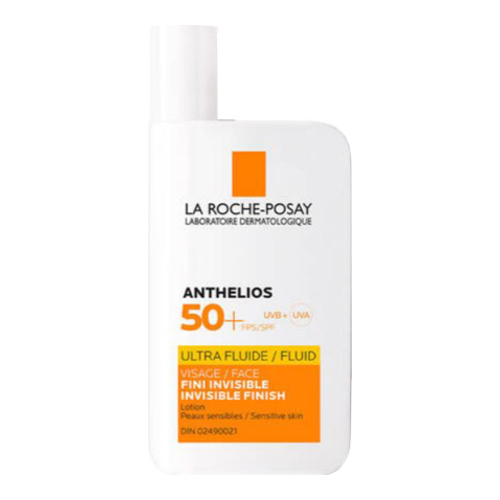 LA ROCHE-POSAY
LABORATOIRE DERMATOLOGIQUE
ANTHELIOS
50+ UVB + UVA
FPS/SPF
ULTRA FLUIDE / FLUID
VISAGE / FACE
FINI INVISIBLE
INVISIBLE FINISH
Lotion
Peaux sensibles / Sensitive skin
DIN 02490021